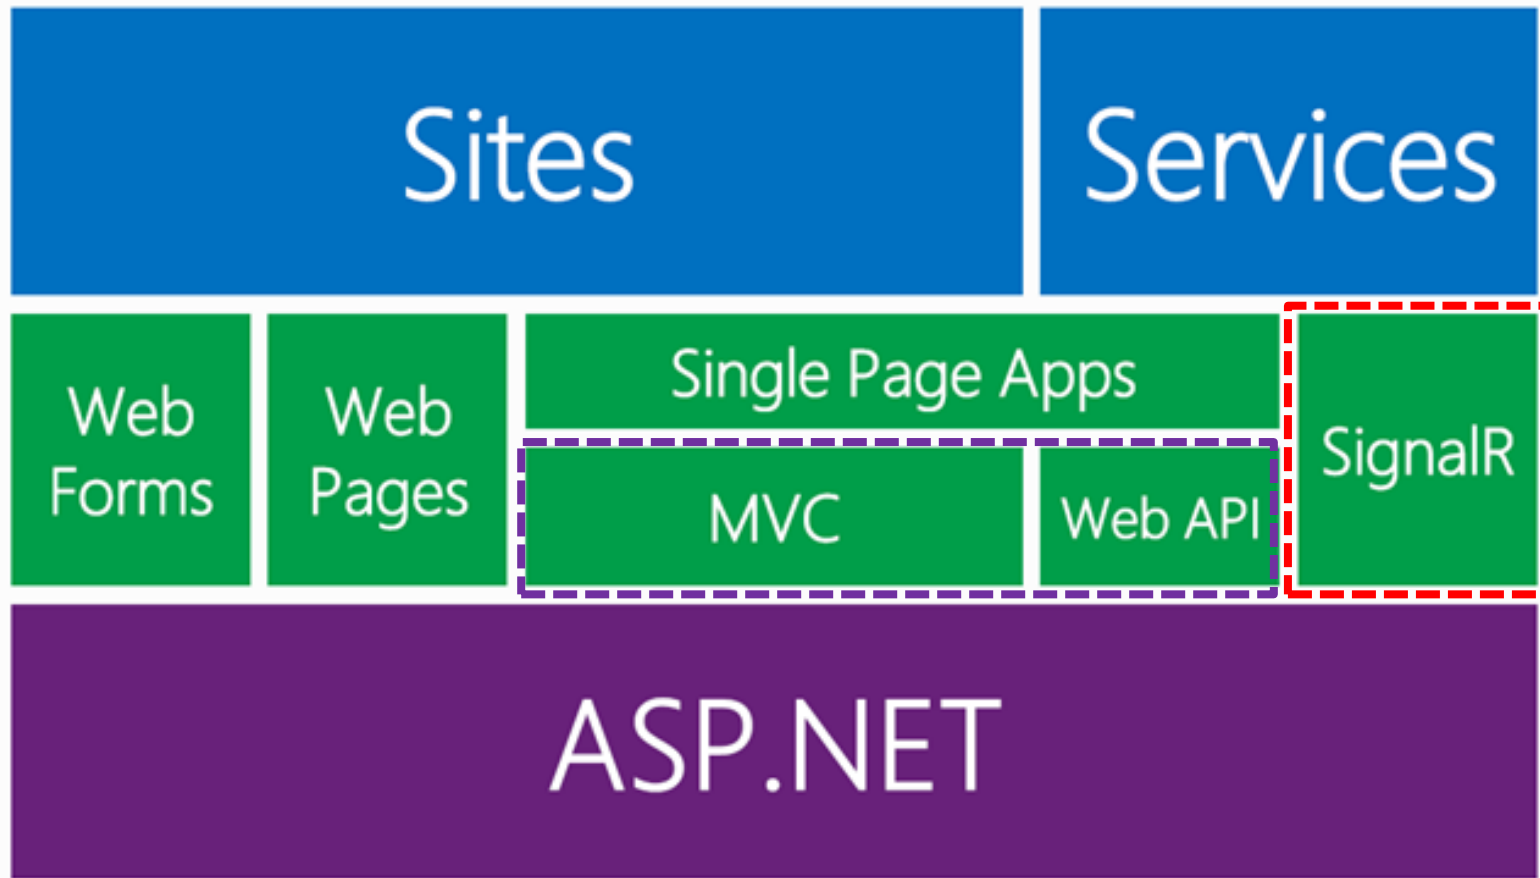 Sites
Services
Web
Forms
Web
Pages
Single Page Apps
MVC
Web API
SignalR
ASP.NET